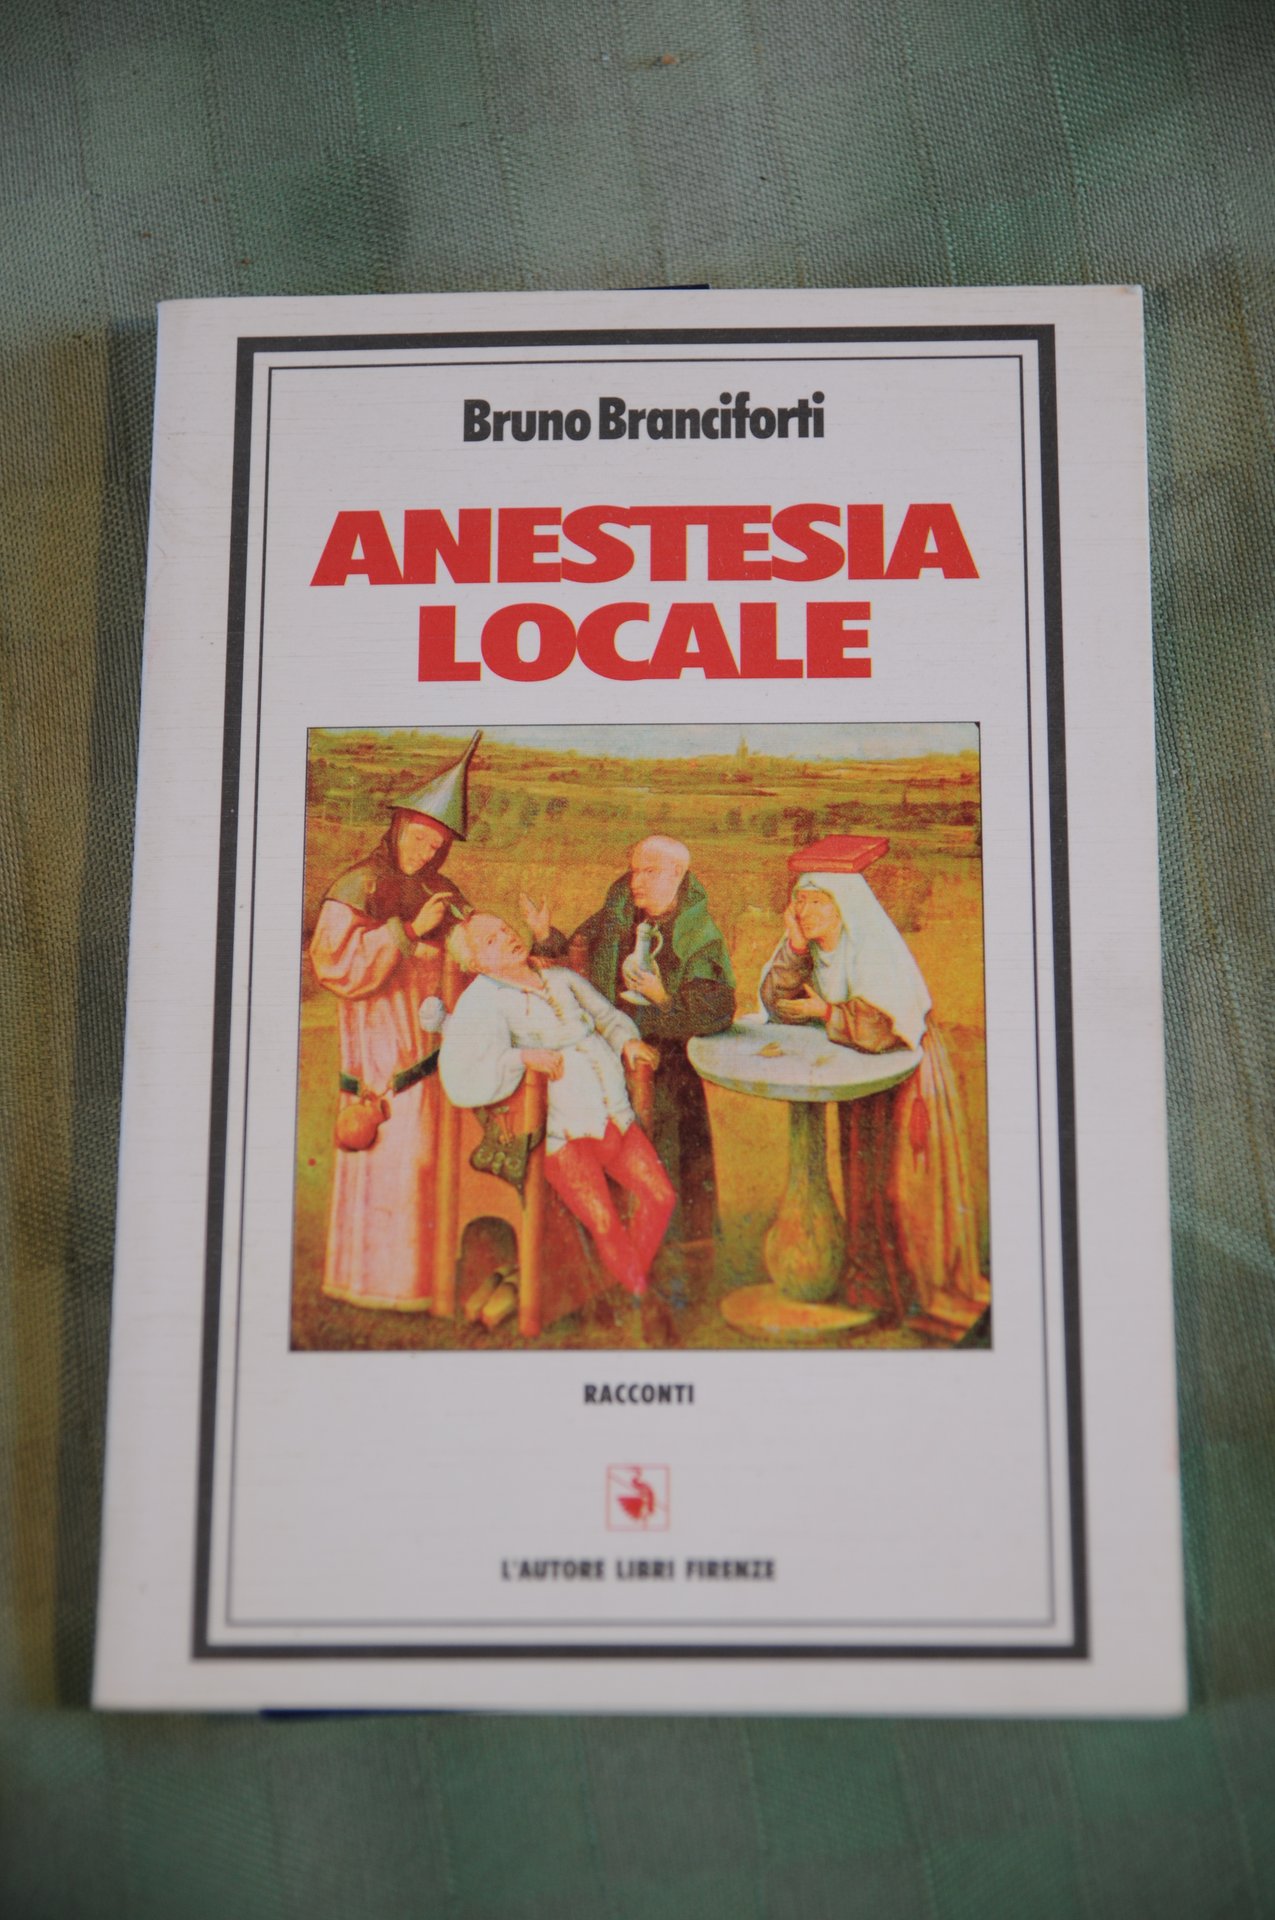 Bruno Branciforti
ANESTESIA
LOCALE
RACCONTI
L'AUTORE LIBRI FIRENZE